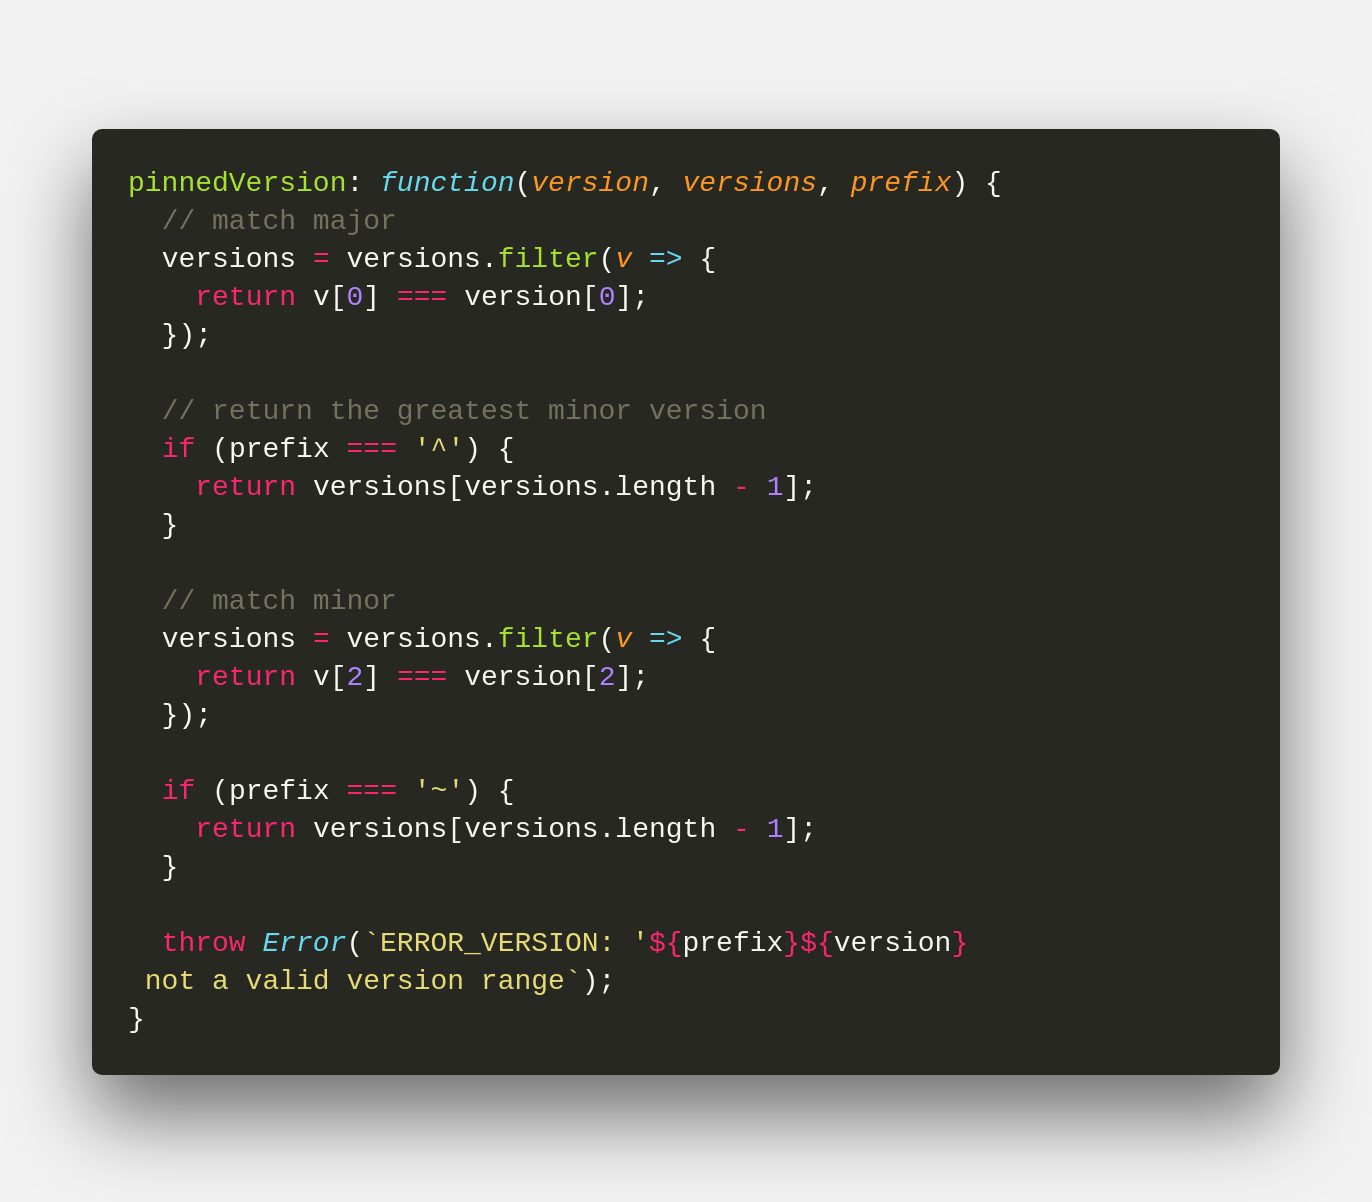 pinnedVersion: function(version, versions, prefix) {
  // match major
  versions = versions.filter(v => {
    return v[0] === version[0];
  });

  // return the greatest minor version
  if (prefix === '^') {
    return versions[versions.length - 1];
  }

  // match minor
  versions = versions.filter(v => {
    return v[2] === version[2];
  });

  if (prefix === '~') {
    return versions[versions.length - 1];
  }

  throw Error(`ERROR_VERSION: '${prefix}${version}
 not a valid version range`);
}